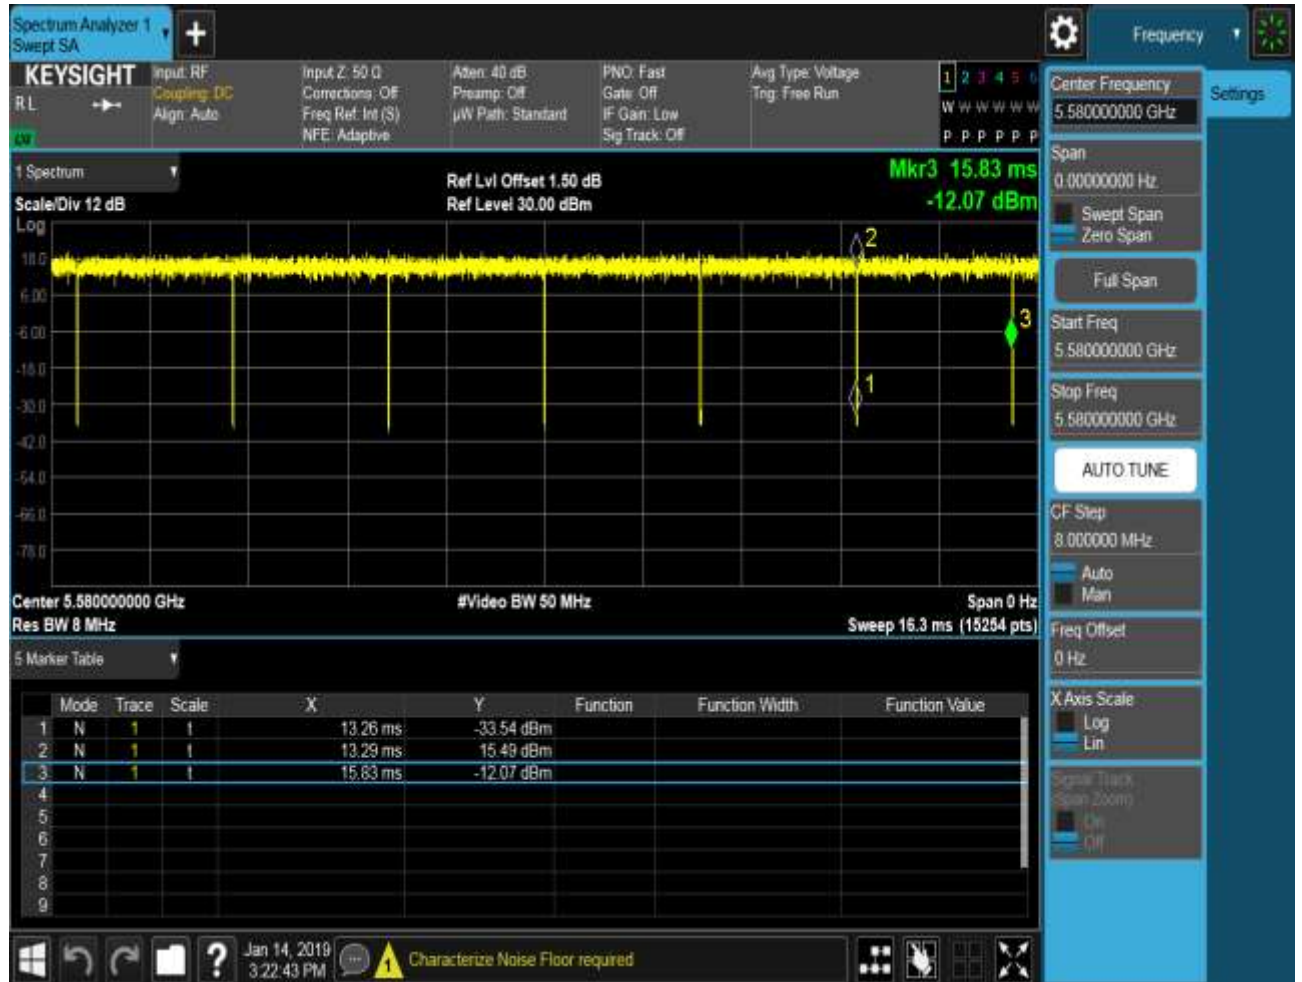 Spectrum Analyzer 1
Swept SA
Frequency
KEYSIGHT
R L
Input: RF
Coupling: DC
Align: Auto
Input Z: 50 Ω
Corrections: Off
Freq Ref: Int (S)
NFE: Adaptive
Atten: 40 dB
Preamp: Off
µW Path: Standard
PNO: Fast
Gate: Off
IF Gain: Low
Sig Track: Off
Avg Type: Voltage
Trig: Free Run
1 2 3 4 5 6
W W W W W W
P P P P P P
Center Frequency
5.580000000 GHz
Settings
Span
0.00000000 Hz
Swept Span
Zero Span
Full Span
Start Freq
5.580000000 GHz
Stop Freq
5.580000000 GHz
AUTO TUNE
CF Step
8.000000 MHz
Auto
Man
Freq Offset
0 Hz
X Axis Scale
Log
Lin
Signal Track
(Span Zoom)
On
Off
1 Spectrum
Scale/Div 12 dB
Ref Lvl Offset 1.50 dB
Ref Level 30.00 dBm
Mkr3 15.83 ms
-12.07 dBm
Log
18.0
6.00
-6.00
-18.0
-30.0
-42.0
-54.0
-66.0
-78.0
2
3
1
Center 5.580000000 GHz
#Video BW 50 MHz
Span 0 Hz
Res BW 8 MHz
Sweep 16.3 ms (15254 pts)
5 Marker Table
Mode Trace Scale X Y Function Function Width Function Value
1 N 1 t 13.26 ms -33.54 dBm
2 N 1 t 13.29 ms 15.49 dBm
3 N 1 t 15.83 ms -12.07 dBm
4
5
6
7
8
9
Jan 14, 2019
3:22:43 PM
1
Characterize Noise Floor required